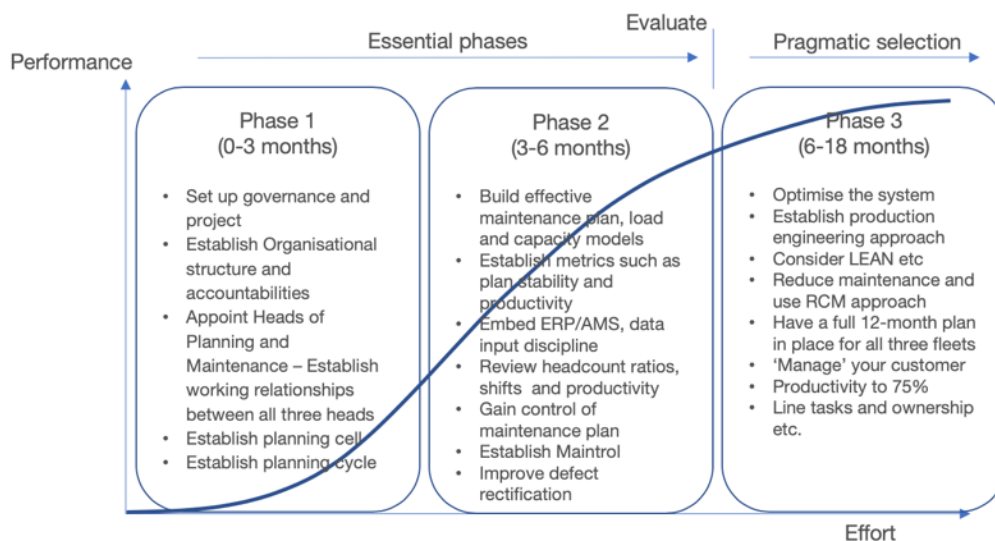 Evaluate
Essential phases
Pragmatic selection
Performance
Phase 1
(0-3 months)
• Set up governance and
project
• Establish Organisational
structure and
accountabilities
• Appoint Heads of
Planning and
Maintenance – Establish
working relationships
between all three heads
• Establish planning cell
• Establish planning cycle
Phase 2
(3-6 months)
• Build effective
maintenance plan, load
and capacity models
• Establish metrics such as
plan stability and
productivity
• Embed ERP/AMS, data
input discipline
• Review headcount ratios,
shifts and productivity
• Gain control of
maintenance plan
• Establish Maintrol
• Improve defect
rectification
Phase 3
(6-18 months)
• Optimise the system
• Establish production
engineering approach
• Consider LEAN etc
• Reduce maintenance and
use RCM approach
• Have a full 12-month plan
in place for all three fleets
• ‘Manage’ your customer
• Productivity to 75%
• Line tasks and ownership
etc.
Effort